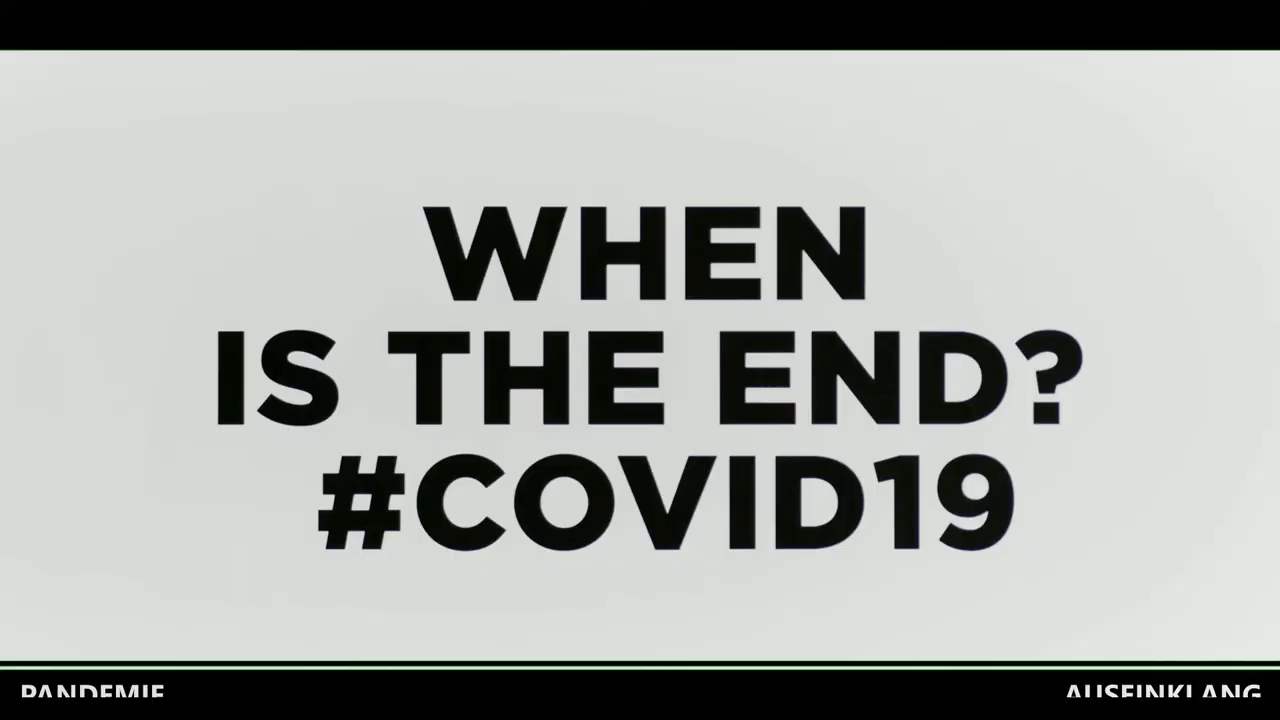 WHEN
IS THE END?
#COVID19
PANDEMIE
AUSEINKLANG